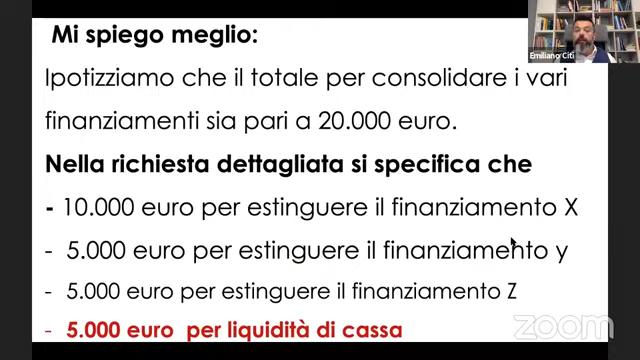 Mi spiego meglio:
Ipotizziamo che il totale per consolidare i vari
finanziamenti sia pari a 20.000 euro.
Nella richiesta dettagliata si specifica che
- 10.000 euro per estinguere il finanziamento X
- 5.000 euro per estinguere il finanziamento y
- 5.000 euro per estinguere il finanziamento Z
- 5.000 euro per liquidità di cassa
Emiliano Citi
zoom